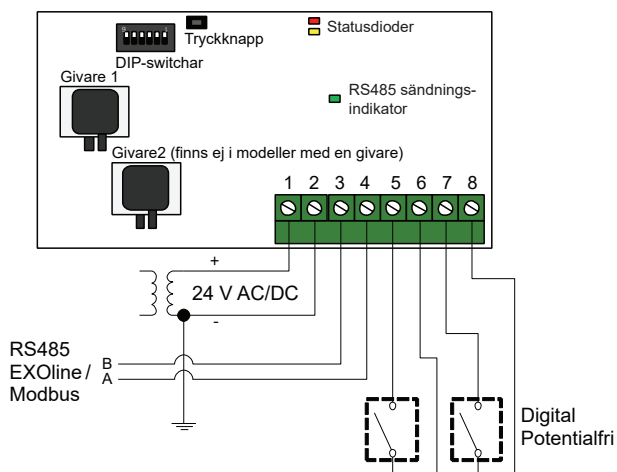 Tryckknapp
Statusdioder
DIP-switchar
Givare 1
RS485 sändnings-
indikator
Givare2 (finns ej i modeller med en givare)
1 2 3 4 5 6 7 8
+
24 V AC/DC
-
RS485
EXOline /
Modbus
B
A
Digital
Potentialfri